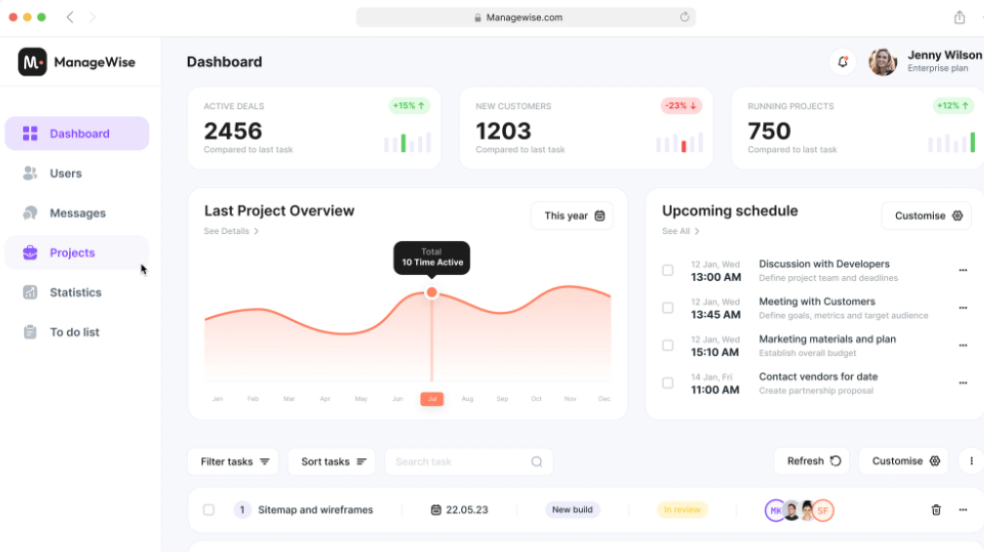 Managewise.com
M.
ManageWise
Dashboard
Jenny Wilson
Enterprise plan
Dashboard
Users
Messages
Projects
Statistics
To do list
ACTIVE DEALS
+15%
2456
Compared to last task
NEW CUSTOMERS
-23%
1203
Compared to last task
RUNNING PROJECTS
+12%
750
Compared to last task
Last Project Overview
See Details
This year
Total
10 Time Active
Jan Feb Mar Apr May Jun Jul Aug Sep Oct Nov Dec
Upcoming schedule
See All
Customise
12 Jan, Wed
13:00 AM
Discussion with Developers
Define project team and deadlines
12 Jan, Wed
13:45 AM
Meeting with Customers
Define goals, metrics and target audience
12 Jan, Wed
15:10 AM
Marketing materials and plan
Establish overall budget
14 Jan, Fri
11:00 AM
Contact vendors for date
Create partnership proposal
Filter tasks
Sort tasks
Search task
Refresh
Customise
1 Sitemap and wireframes 22.05.23 New build In review MK SF